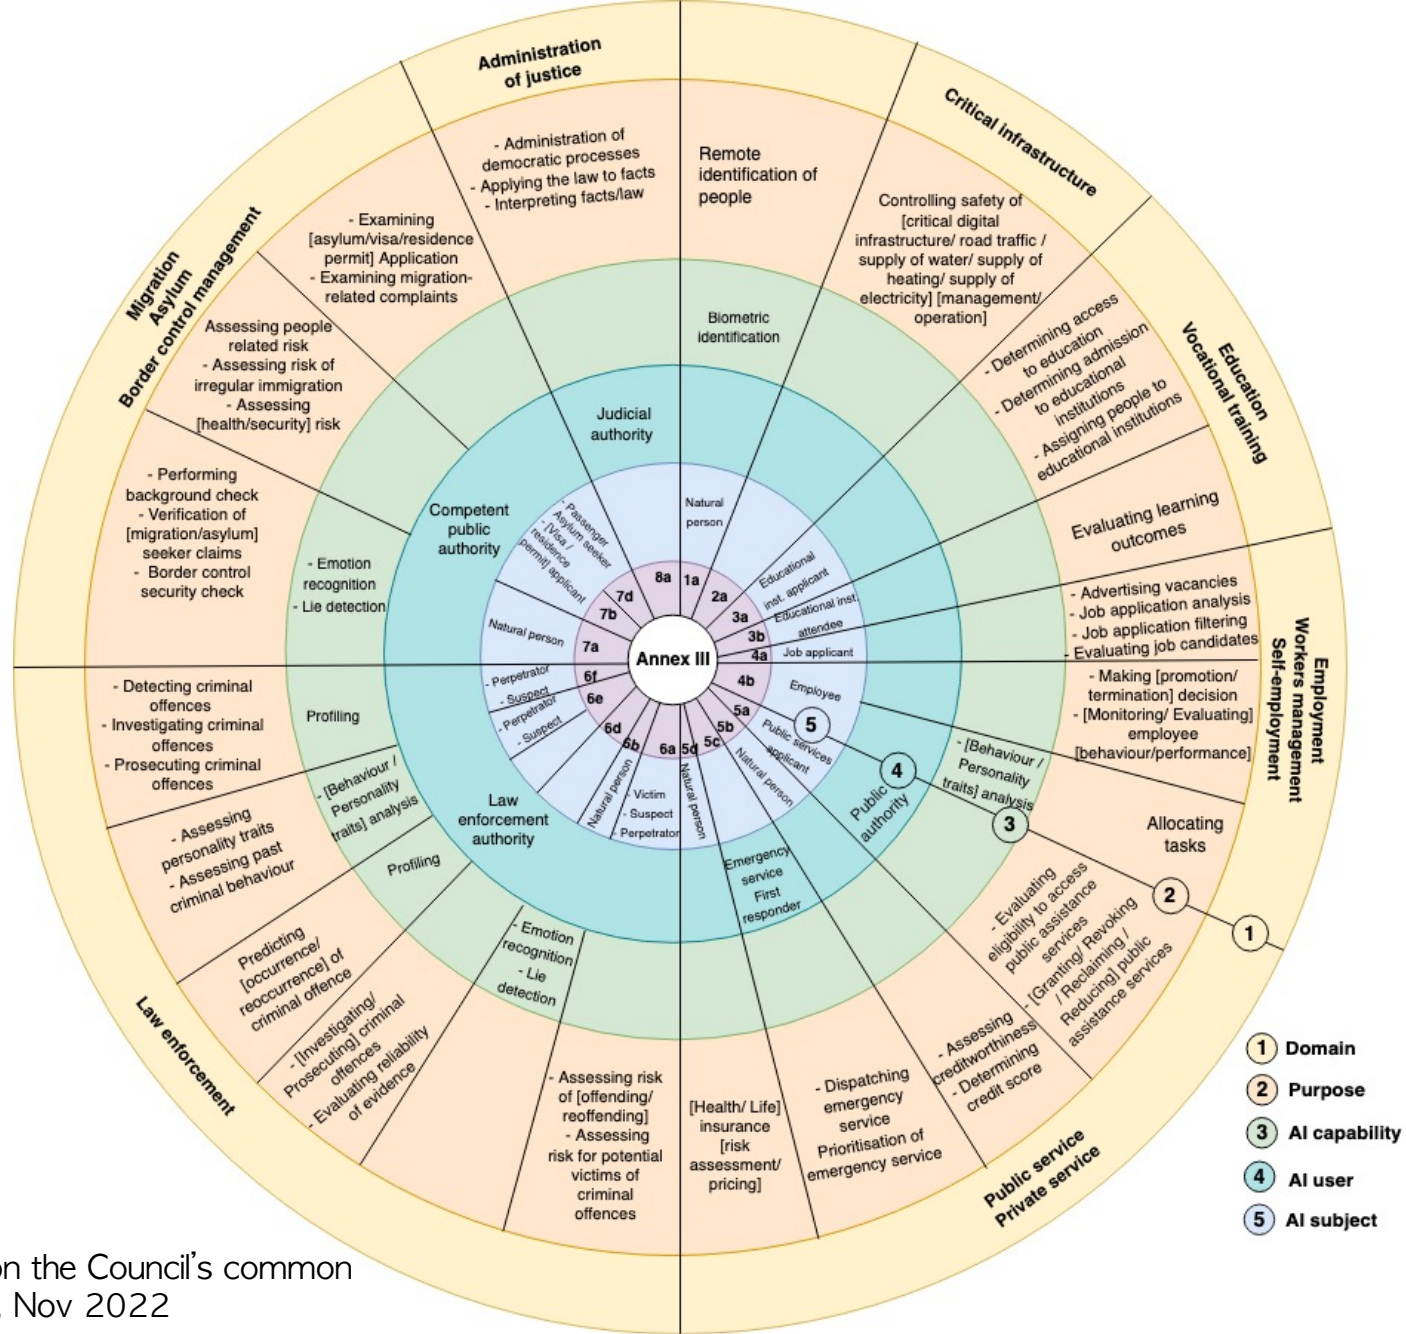 Administration
of justice
- Administration of
democratic processes
- Applying the law to facts
- Interpreting facts/law
Judicial
authority
8a
Remote
identification of
people
Biometric
identification
Natural
person
1a
Critical infrastructure
Controlling safety of
[critical digital
infrastructure/ road traffic /
supply of water/ supply of
heating/ supply of
electricity] [management/
operation]
2a
Education
Vocational training
- Determining access
to education
- Determining admission
to educational
institutions
- Assigning people to
educational institutions
Educational
inst. applicant
3a
Evaluating learning
outcomes
Educational inst.
attendee
3b
Employment
Workers management
Self-employment
- Advertising vacancies
- Job application analysis
- Job application filtering
- Evaluating job candidates
Job applicant
4a
- Making [promotion/
termination] decision
- [Monitoring/ Evaluating]
employee
[behaviour/performance]
Employee
4b
Allocating
tasks
- [Behaviour /
Personality
traits] analysis
5
4
3
2
1
Public service
Private service
- Evaluating
eligibility to access
public assistance
services
- [Granting/ Revoking
/ Reclaiming /
Reducing] public
assistance services
Public
authority
Public services
applicant
5a
- Assessing
creditworthiness
- Determining
credit score
Natural person
5b
- Dispatching
emergency
service
Prioritisation of
emergency service
Emergency
service
First
responder
5c
[Health/ Life]
insurance
[risk
assessment/
pricing]
Natural person
5d
Law enforcement
- Assessing risk
of [offending/
reoffending]
- Assessing
risk for potential
victims of
criminal
offences
- Victim
- Suspect
- Perpetrator
6a
- Emotion
recognition
- Lie
detection
Natural person
6b
- [Investigating/
Prosecuting] criminal
offences
- Evaluating reliability
of evidence
Law
enforcement
authority
6d
Predicting
[occurrence/
reoccurrence] of
criminal offence
Profiling
- Perpetrator
- Suspect
6e
- Assessing
personality traits
- Assessing past
criminal behaviour
- [Behaviour /
Personality
traits] analysis
- Perpetrator
- Suspect
6f
- Detecting criminal
offences
- Investigating criminal
offences
- Prosecuting criminal
offences
Profiling
Migration
Asylum
Border control management
- Performing
background check
- Verification of
[migration/asylum]
seeker claims
- Border control
security check
- Emotion
recognition
- Lie detection
Natural person
7a
Assessing people
related risk
- Assessing risk of
irregular immigration
- Assessing
[health/security] risk
Competent
public
authority
7b
- Examining
[asylum/visa/residence
permit] Application
- Examining migration-
related complaints
- Passenger
Asylum seeker
- [Visa /
residence
permit] applicant
7d
Annex III
1 Domain
2 Purpose
3 AI capability
4 AI user
5 AI subject
on the Council's common
Nov 2022